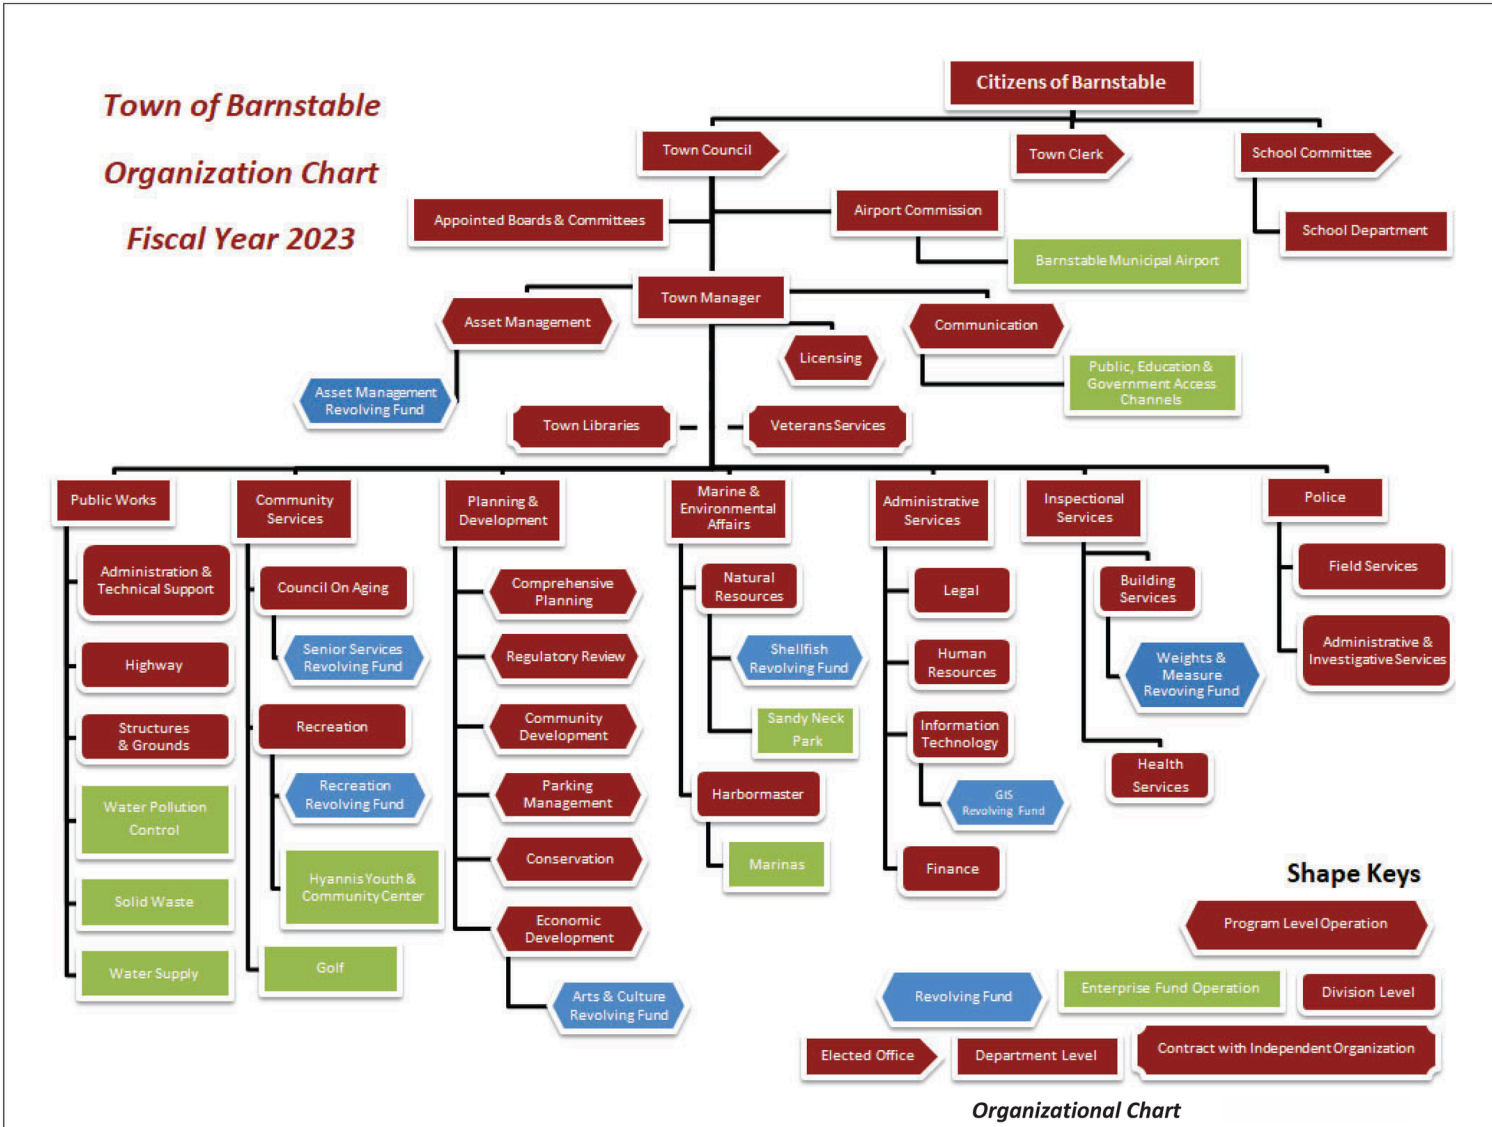 Town of Barnstable
Organization Chart
Fiscal Year 2023
Citizens of Barnstable
Town Council
Town Clerk
School Committee
Appointed Boards & Committees
Airport Commission
School Department
Barnstable Municipal Airport
Town Manager
Asset Management
Communication
Licensing
Asset Management
Revolving Fund
Public, Education &
Government Access
Channels
Town Libraries
Veterans Services
Public Works
Administration &
Technical Support
Highway
Structures
& Grounds
Water Pollution
Control
Solid Waste
Water Supply
Community
Services
Council On Aging
Senior Services
Revolving Fund
Recreation
Recreation
Revolving Fund
Hyannis Youth &
Community Center
Golf
Planning &
Development
Comprehensive
Planning
Regulatory Review
Community
Development
Parking
Management
Conservation
Economic
Development
Arts & Culture
Revolving Fund
Marine &
Environmental
Affairs
Natural
Resources
Shellfish
Revolving Fund
Sandy Neck
Park
Harbormaster
Marinas
Administrative
Services
Legal
Human
Resources
Information
Technology
GIS
Revolving Fund
Finance
Inspectional
Services
Building
Services
Weights &
Measure
Revoving Fund
Health
Services
Police
Field Services
Administrative &
Investigative Services
Shape Keys
Program Level Operation
Revolving Fund
Enterprise Fund Operation
Division Level
Elected Office
Department Level
Contract with Independent Organization
Organizational Chart